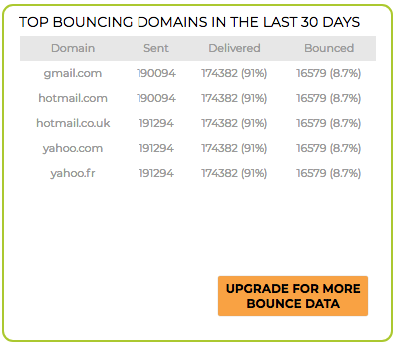 TOP BOUNCING DOMAINS IN THE LAST 30 DAYS
Domain Sent Delivered Bounced
gmail.com 190094 174382 (91%) 16579 (8.7%)
hotmail.com 190094 174382 (91%) 16579 (8.7%)
hotmail.co.uk 191294 174382 (91%) 16579 (8.7%)
yahoo.com 191294 174382 (91%) 16579 (8.7%)
yahoo.fr 191294 174382 (91%) 16579 (8.7%)
UPGRADE FOR MORE
BOUNCE DATA